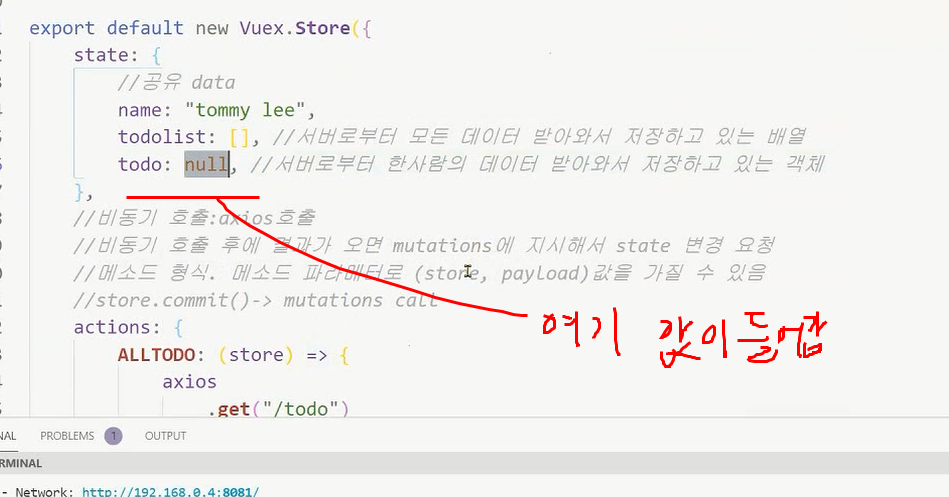 export default new Vuex.Store({
state: {
//공유 data
name: "tommy lee",
todolist: [], //서버로부터 모든 데이터 받아와서 저장하고 있는 배열
todo: null, //서버로부터 한사람의 데이터 받아와서 저장하고 있는 객체
},
//비동기 호출:axios호출
//비동기 호출 후에 결과가 오면 mutations에 지시해서 state 변경 요청
//메소드 형식. 메소드 파라메터로 (store, payload)값을 가질 수 있음
//store.commit()-> mutations call
여기 값이 들어감
actions: {
ALLTODO: (store) => {
axios
.get("/todo")
NAL PROBLEMS 1 OUTPUT
RMINAL
- Network: http://192.168.0.4:8081/